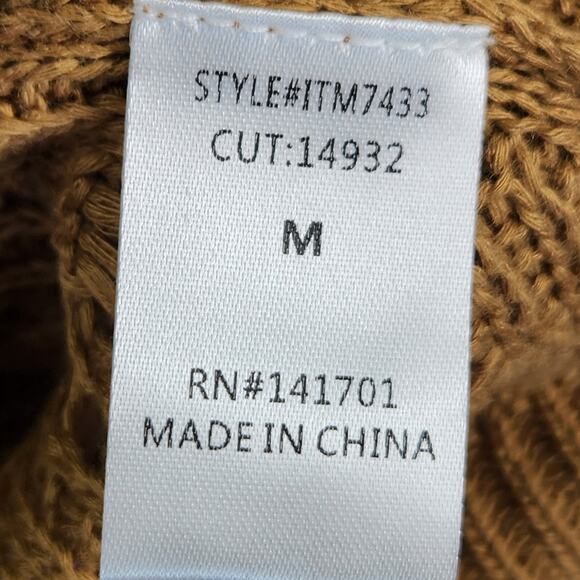 STYLE#ITM7433
CUT:14932
M
RN#141701
MADE IN CHINA